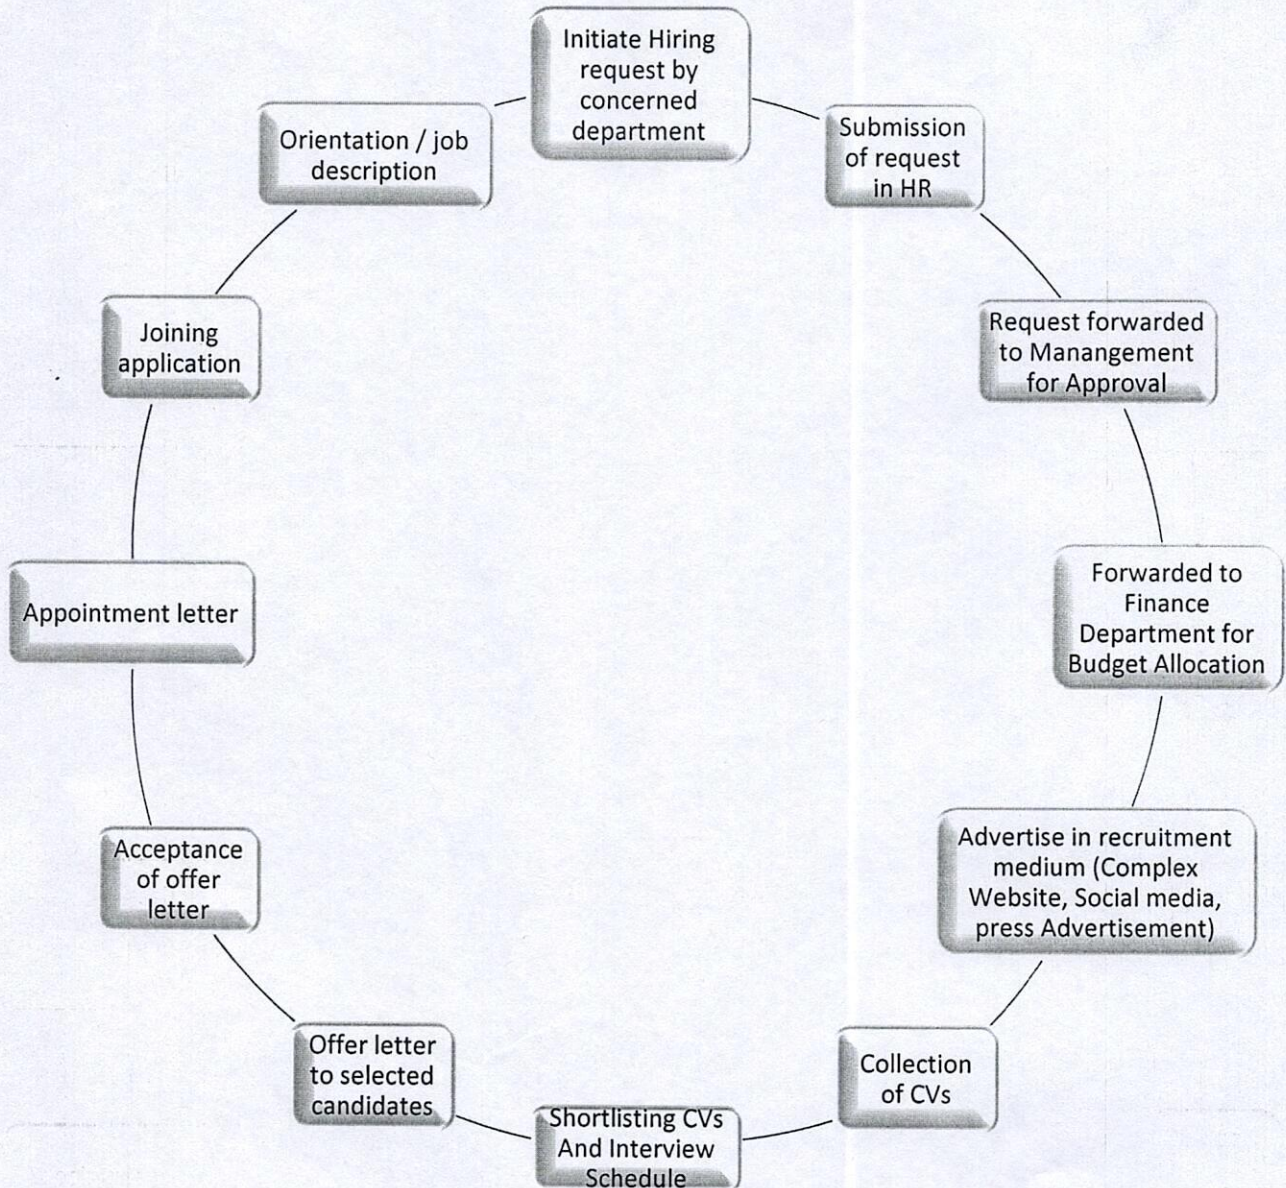 Initiate Hiring
request by
concerned
department
Submission
of request
in HR
Request forwarded
to Manangement
for Approval
Forwarded to
Finance
Department for
Budget Allocation
Advertise in recruitment
medium (Complex
Website, Social media,
press Advertisement)
Collection
of CVs
Shortlisting CVs
And Interview
Schedule
Offer letter
to selected
candidates
Acceptance
of offer
letter
Appointment letter
Joining
application
Orientation / job
description